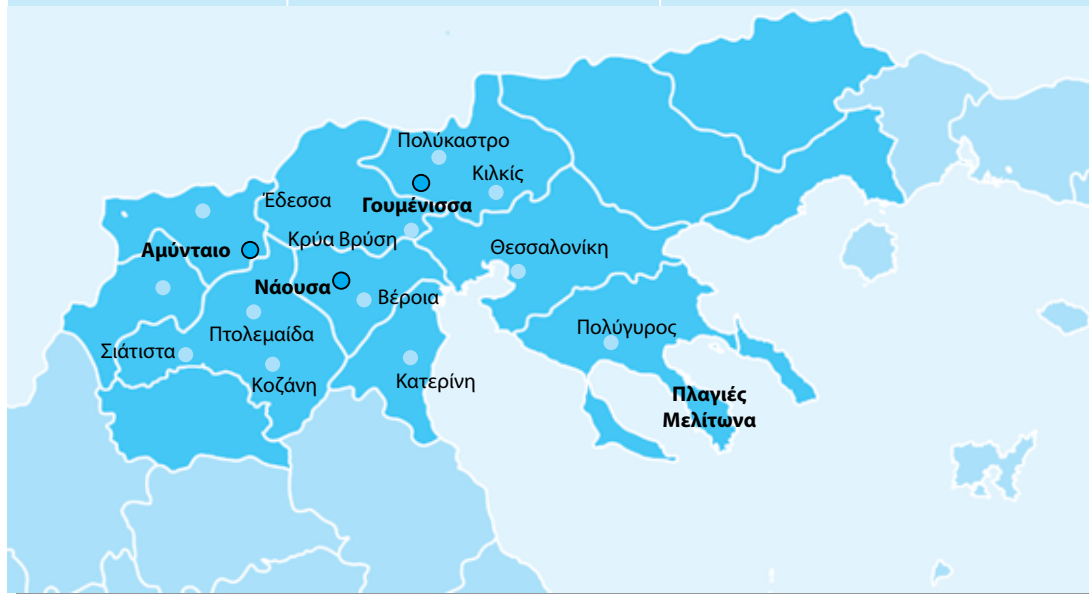 Πολύκαστρο
Κιλκίς
Έδεσσα
Γουμένισσα
Κρύα Βρύση
Αμύνταιο
Θεσσαλονίκη
Νάουσα
Βέροια
Πτολεμαίδα
Πολύγυρος
Σιάτιστα
Κοζάνη
Κατερίνη
Πλαγιές
Μελίτωνα